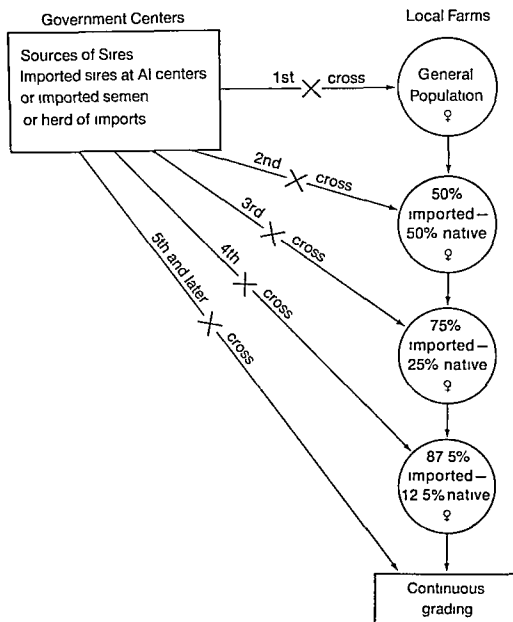 Government Centers
Local Farms
Sources of Sires
Imported sires at AI centers
or imported semen
or herd of imports
1st cross
General
Population
♀
2nd cross
50%
imported—
50% native
♀
3rd cross
75%
imported—
25% native
♀
4th cross
87 5%
imported—
12 5% native
♀
5th and later cross
Continuous
grading